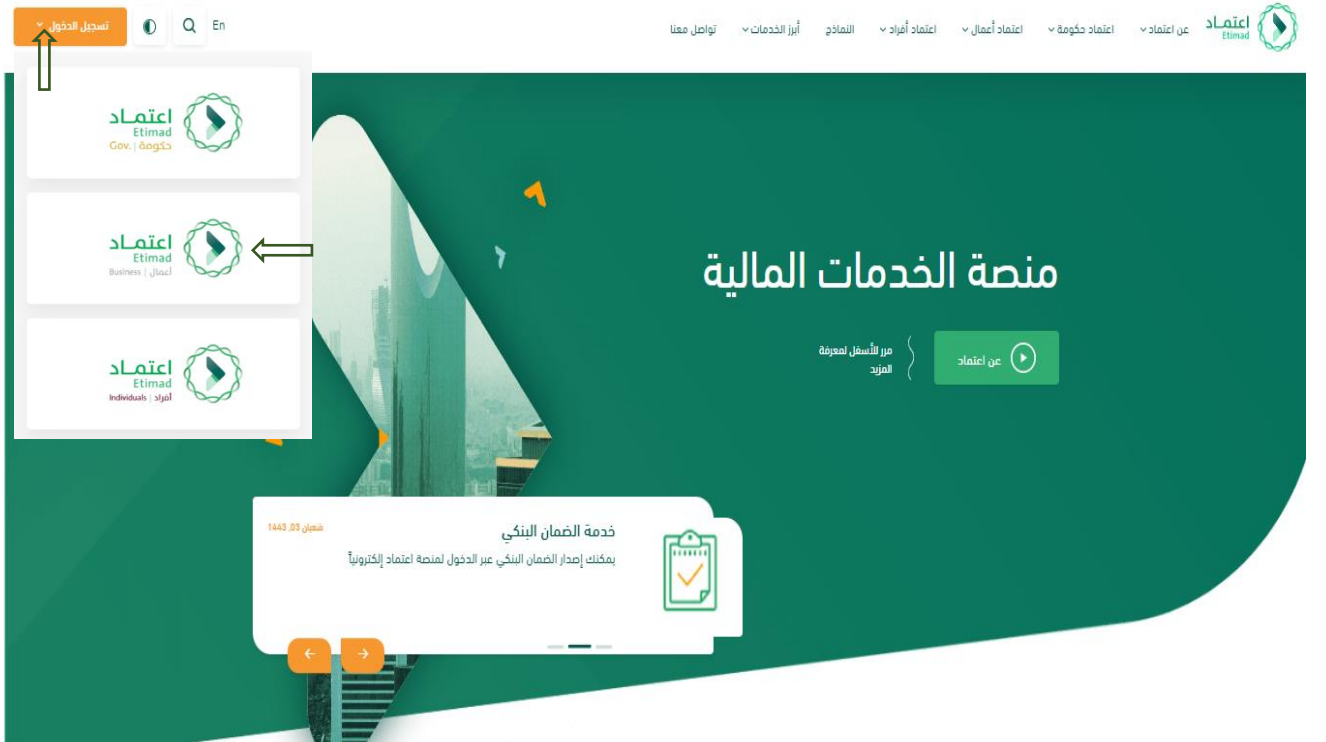 اعتماد
Etimad
عن اعتماد
اعتماد حكومة
اعتماد أعمال
اعتماد أفراد
النماذج
أبرز الخدمات
تواصل معنا
En
تسجيل الدخول
اعتماد
Etimad
حكومة | Gov.
اعتماد
Etimad
أعمال | Business
اعتماد
Etimad
أفراد | Individuals
منصة الخدمات المالية
عن اعتماد
مرر للأسفل لمعرفة
المزيد
خدمة الضمان البنكي
شعبان 03, 1443
يمكنك إصدار الضمان البنكي عبر الدخول لمنصة اعتماد إلكترونياً